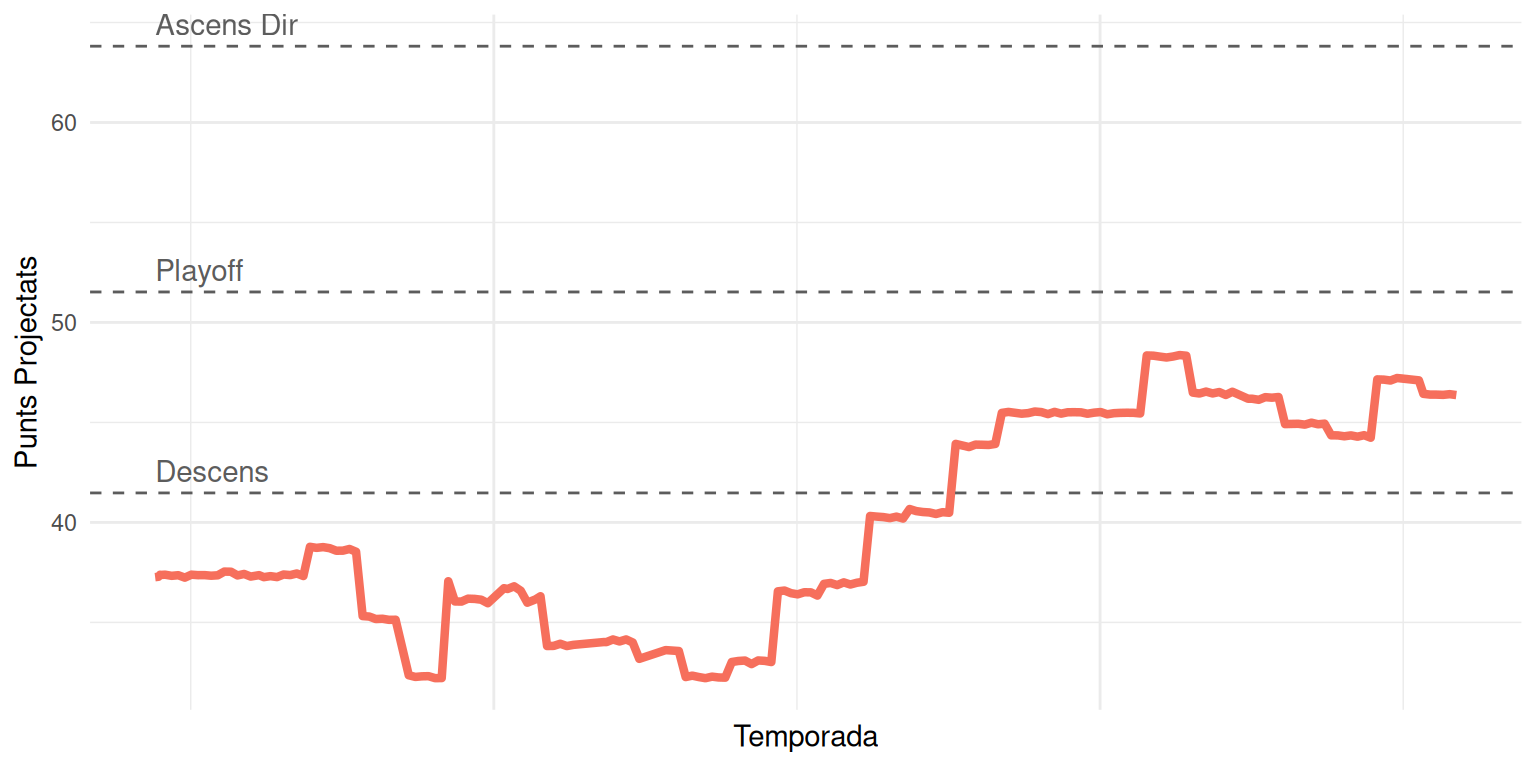 Ascens Dir
60
Playoff
50
Descens
40
Punts Projectats
Temporada